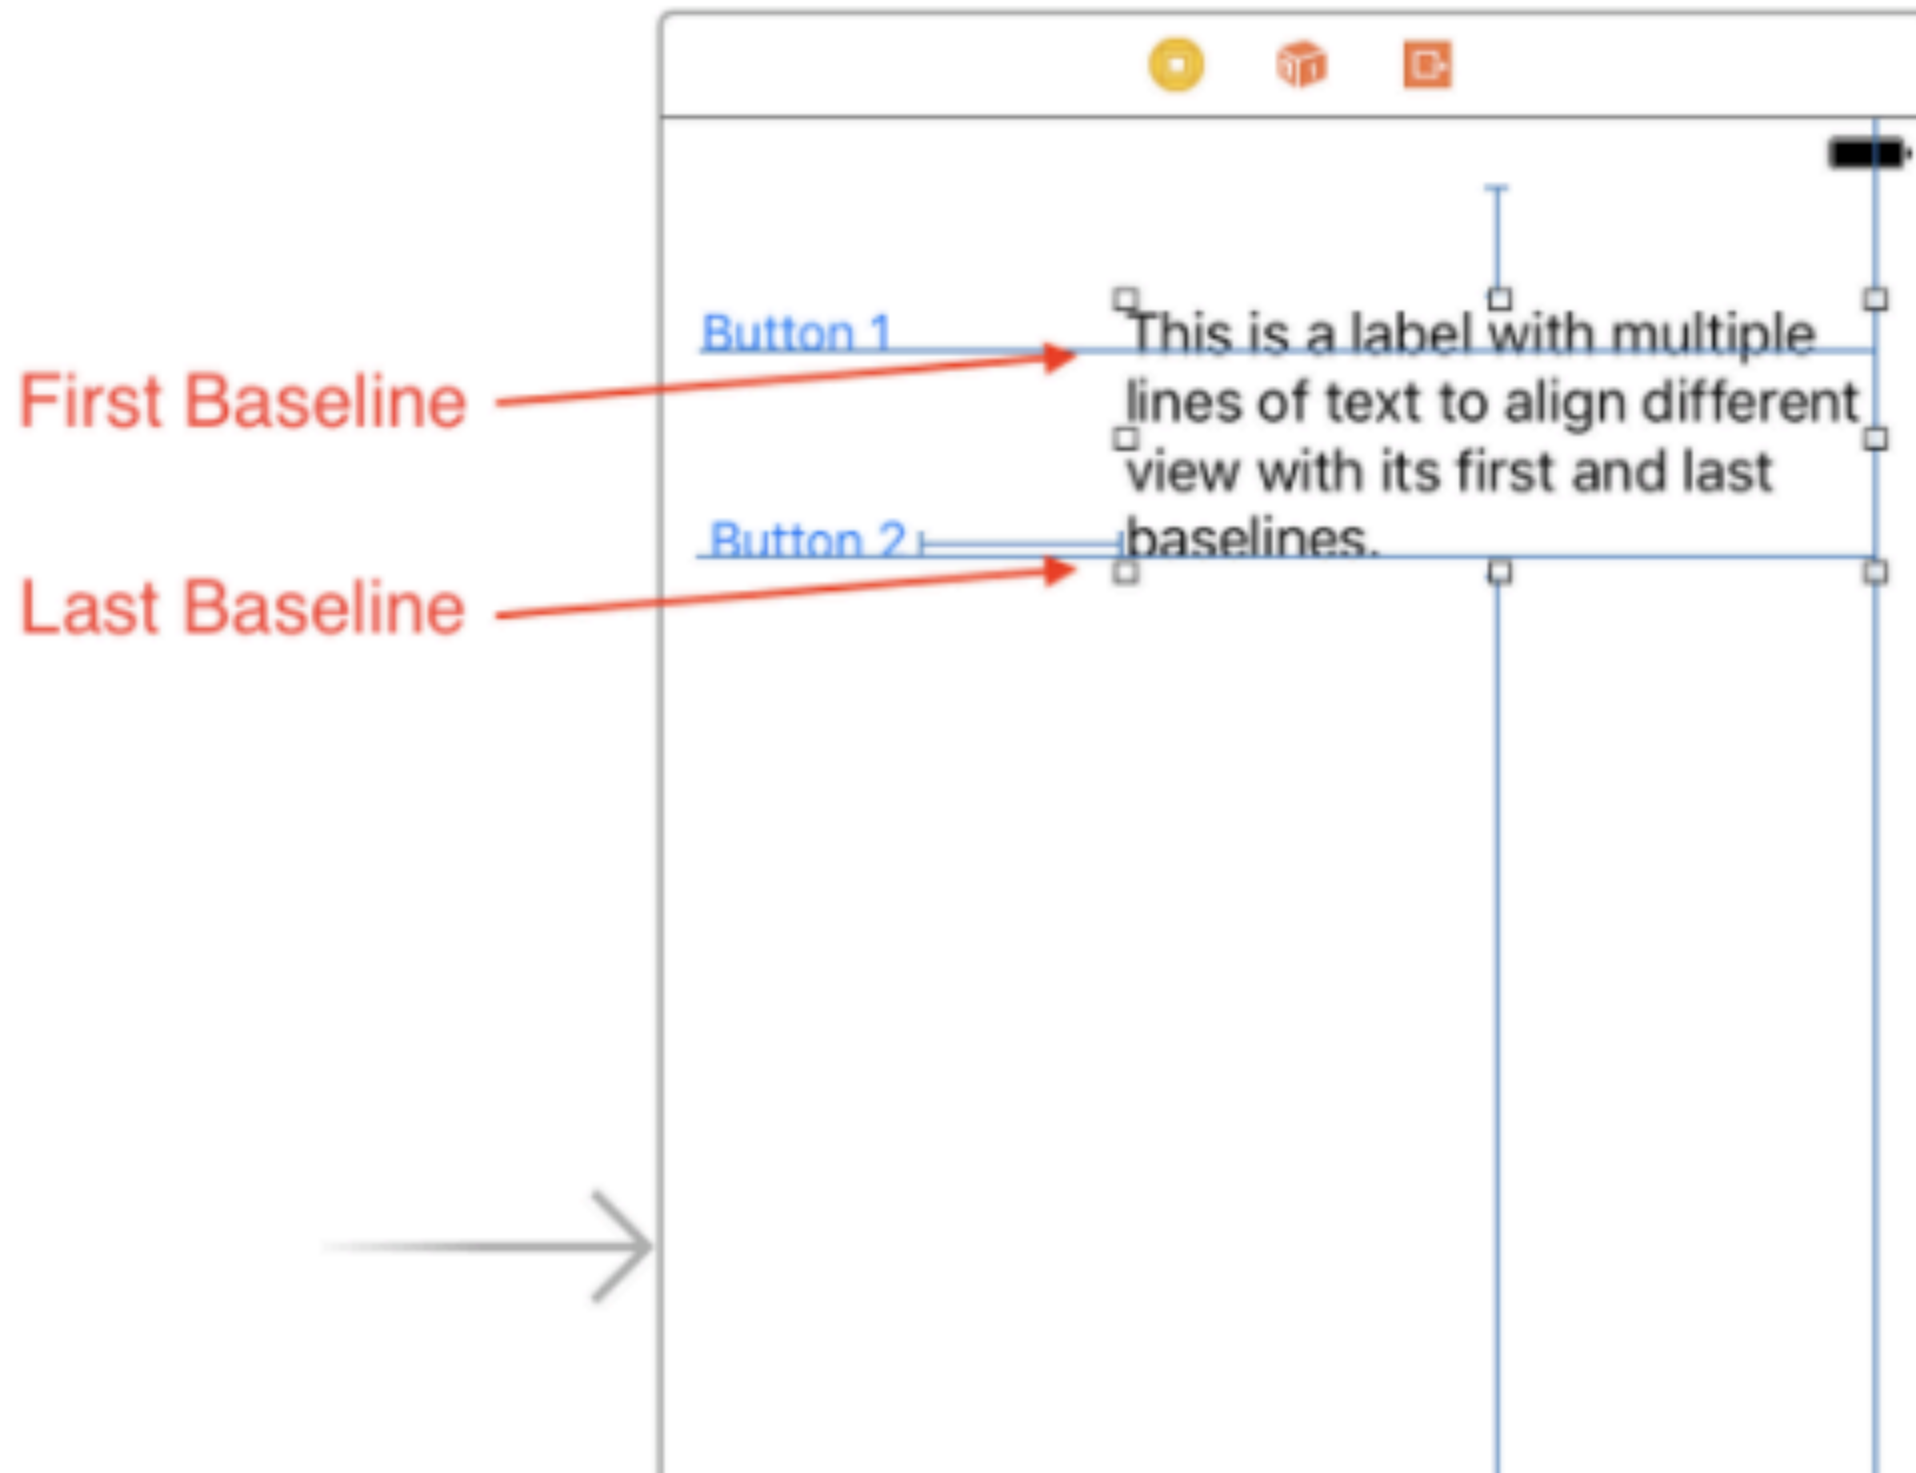 Button 1
This is a label with multiple
lines of text to align different
view with its first and last
baselines.
First Baseline
Button 2
Last Baseline